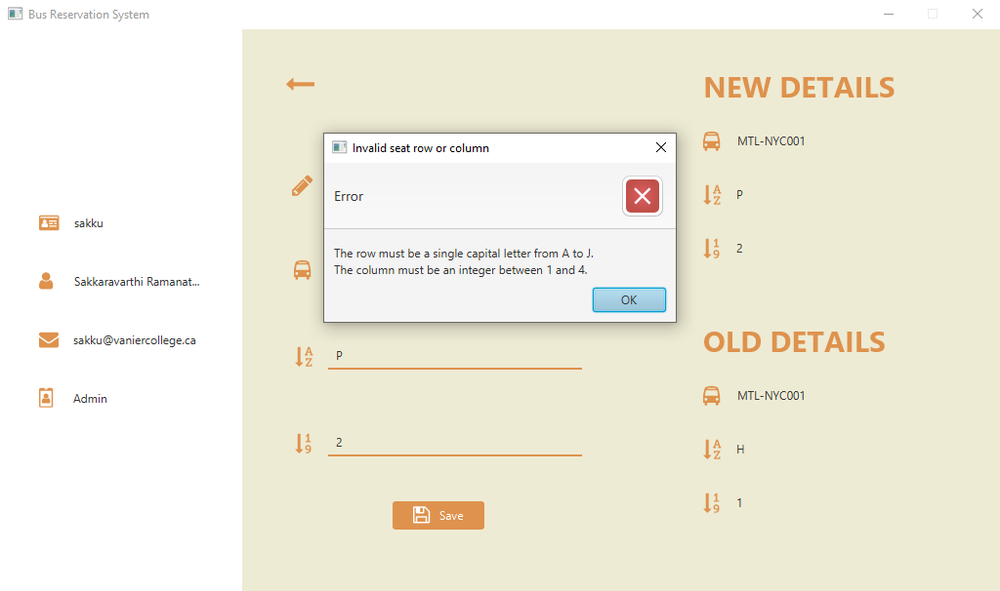 Bus Reservation System
sakku
Sakkaravarthi Ramanat...
sakku@vaniercollege.ca
Admin
Invalid seat row or column
Error
The row must be a single capital letter from A to J.
The column must be an integer between 1 and 4.
OK
P
2
Save
NEW DETAILS
MTL-NYC001
P
2
OLD DETAILS
MTL-NYC001
H
1